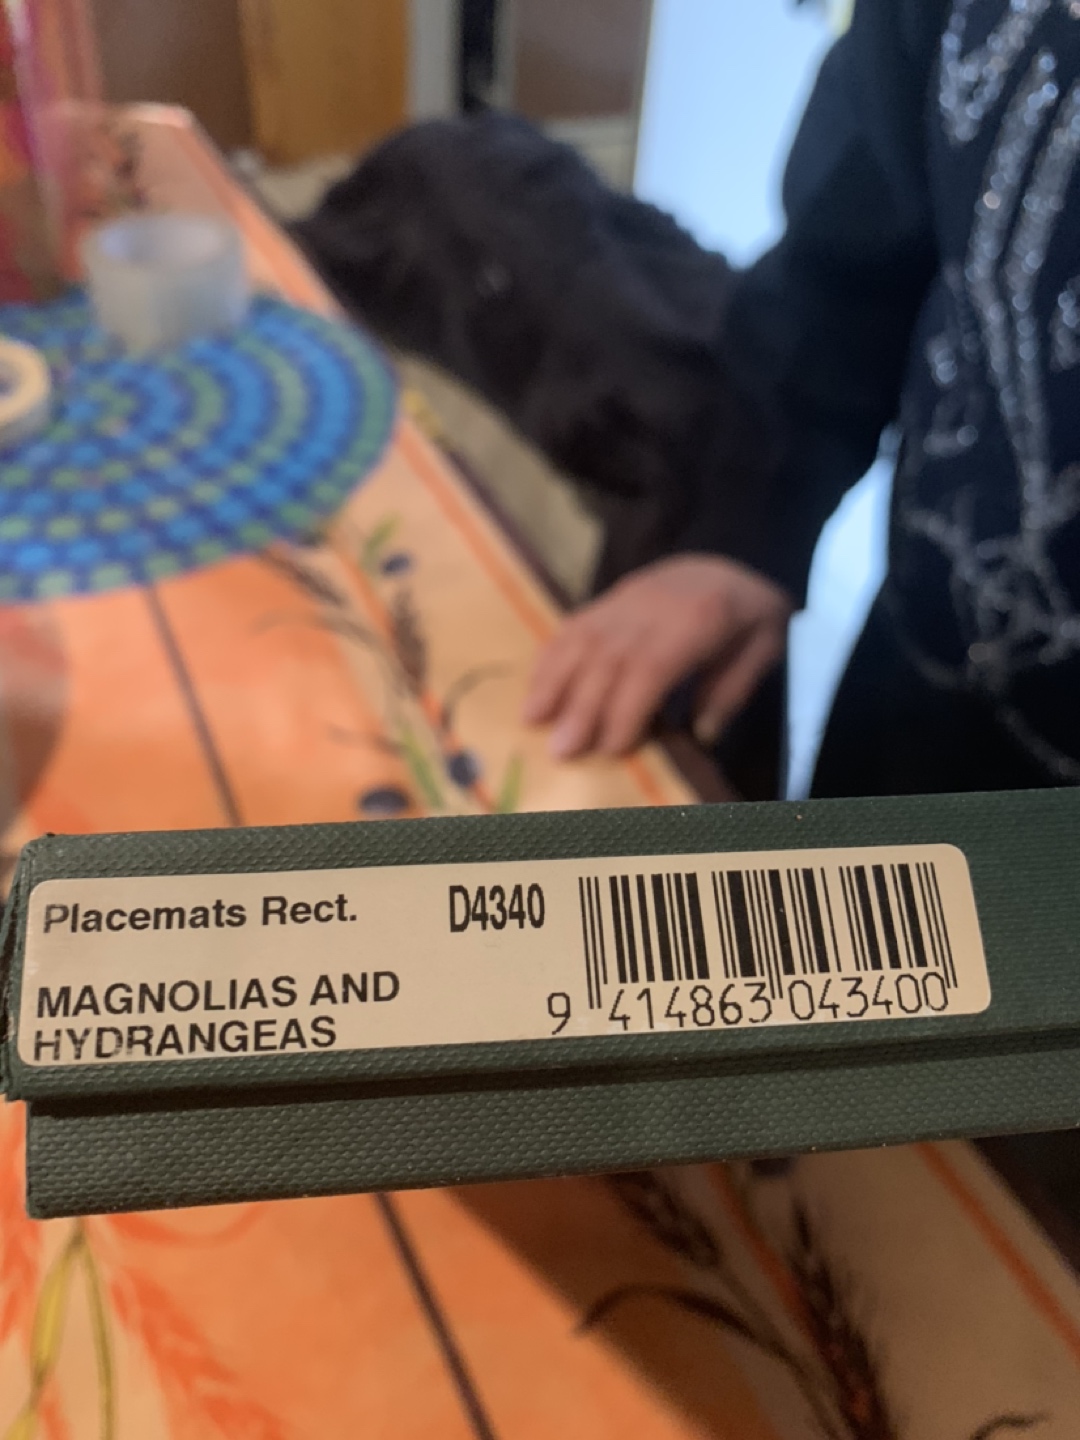 Placemats Rect. D4340
MAGNOLIAS AND
HYDRANGEAS
9 414863 043400